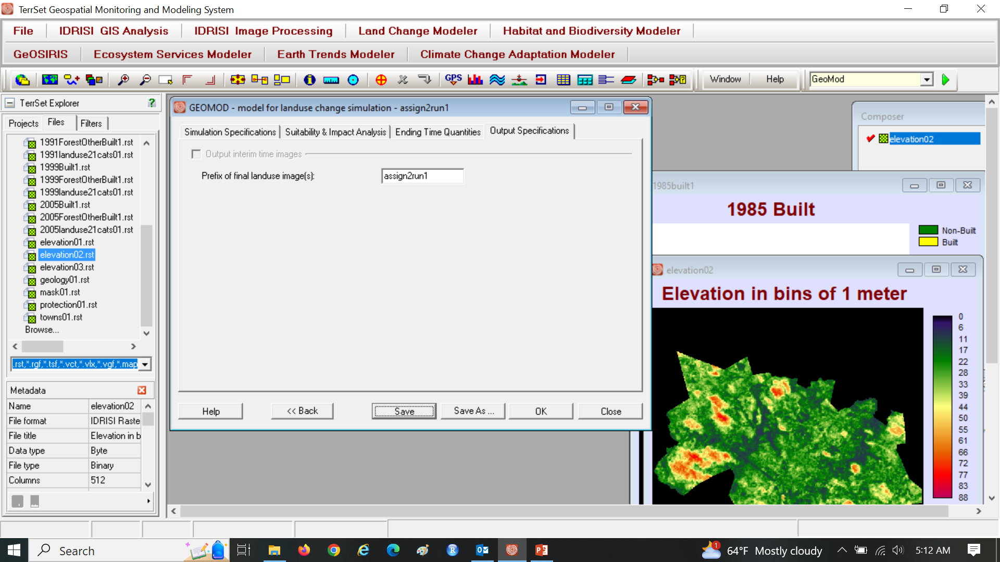 TerrSet Geospatial Monitoring and Modeling System
File
IDRISI GIS Analysis
IDRISI Image Processing
Land Change Modeler
Habitat and Biodiversity Modeler
GeOSIRIS
Ecosystem Services Modeler
Earth Trends Modeler
Climate Change Adaptation Modeler
GPS
Window
Help
GeoMod
TerrSet Explorer
?
Projects
Files
Filters
1991ForestOtherBuilt1.rst
1991landuse21cats01.rst
1999Built1.rst
1999ForestOtherBuilt1.rst
1999landuse21cats01.rst
2005Built1.rst
2005ForestOtherBuilt1.rst
2005landuse21cats01.rst
elevation01.rst
elevation02.rst
elevation03.rst
geology01.rst
mask01.rst
protection01.rst
towns01.rst
Browse...
.rst,*.rgf,*.tsf,*.vct,*.vlx,*.vgf,*.map
Metadata
Name elevation02
File format IDRISI Raste
File title Elevation in b
Data type Byte
File type Binary
Columns 512
GEOMOD - model for landuse change simulation - assign2run1
Simulation Specifications
Suitability & Impact Analysis
Ending Time Quantities
Output Specifications
Output interim time images
Prefix of final landuse image(s):
assign2run1
Help
<< Back
Save
Save As ...
OK
Close
Composer
elevation02
1985built1
1985 Built
Non-Built
Built
elevation02
Elevation in bins of 1 meter
0
6
11
17
22
28
33
39
44
50
55
61
66
72
77
83
88
Search
1
64°F Mostly cloudy
5:12 AM